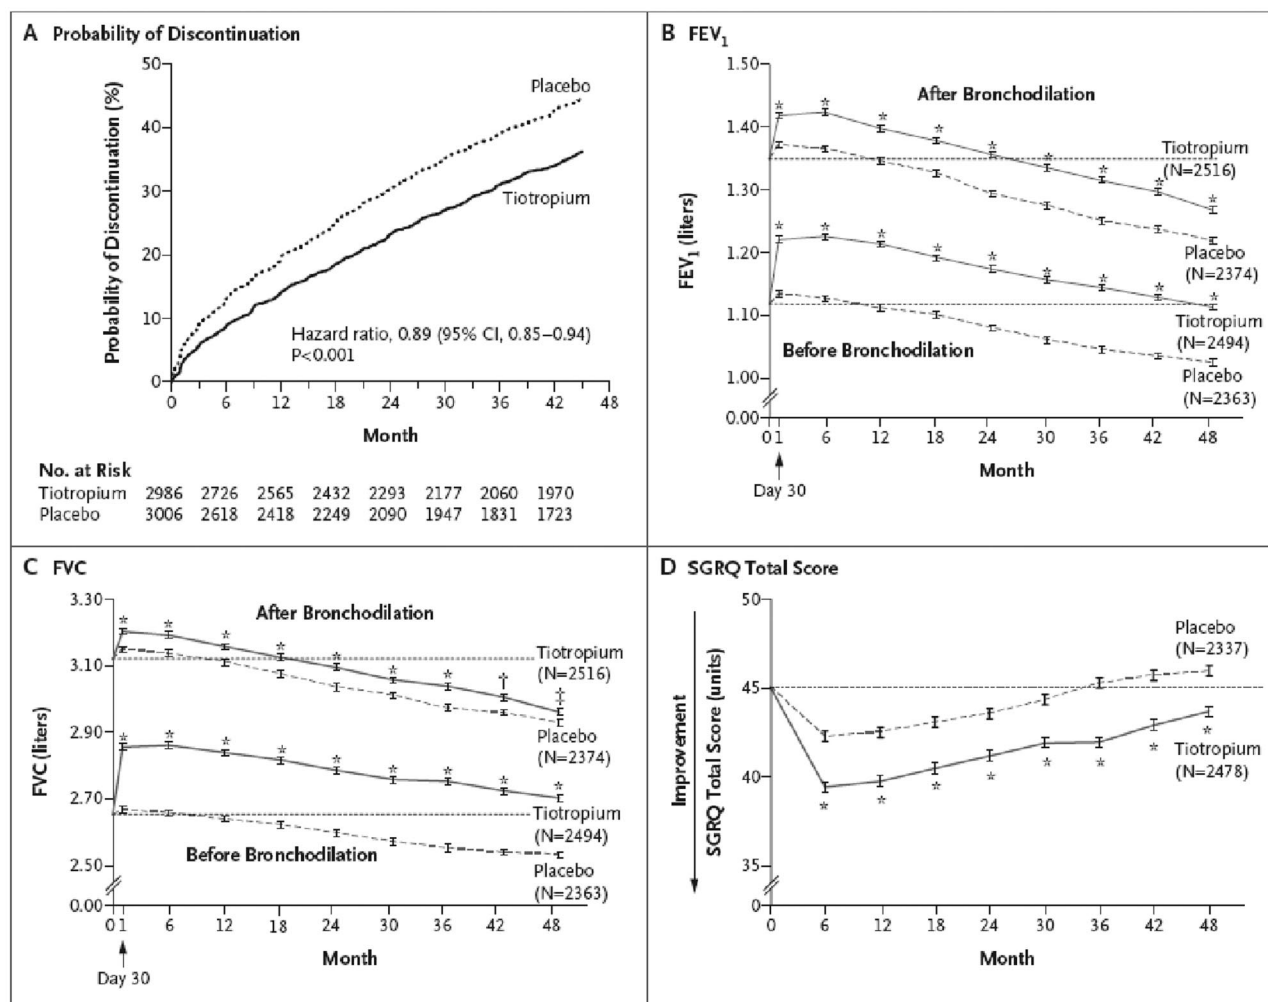 A Probability of Discontinuation
Probability of Discontinuation (%)
50
40
30
20
10
0
Placebo
Tiotropium
Hazard ratio, 0.89 (95% CI, 0.85–0.94)
P<0.001
0 6 12 18 24 30 36 42 48
Month
No. at Risk
Tiotropium 2986 2726 2565 2432 2293 2177 2060 1970
Placebo 3006 2618 2418 2249 2090 1947 1831 1723
B FEV1
FEV1 (liters)
1.50
1.40
1.30
1.20
1.10
1.00
0.00
After Bronchodilation
Tiotropium
(N=2516)
Placebo
(N=2374)
Before Bronchodilation
Tiotropium
(N=2494)
Placebo
(N=2363)
0 1 6 12 18 24 30 36 42 48
Month
Day 30
C FVC
FVC (liters)
3.30
3.10
2.90
2.70
2.50
0.00
After Bronchodilation
* * * * * * * † ‡
Tiotropium
(N=2516)
Placebo
(N=2374)
Before Bronchodilation
Tiotropium
(N=2494)
Placebo
(N=2363)
0 1 6 12 18 24 30 36 42 48
Month
Day 30
D SGRQ Total Score
Improvement
SGRQ Total Score (units)
50
45
40
35
0
Placebo
(N=2337)
Tiotropium
(N=2478)
0 6 12 18 24 30 36 42 48
Month